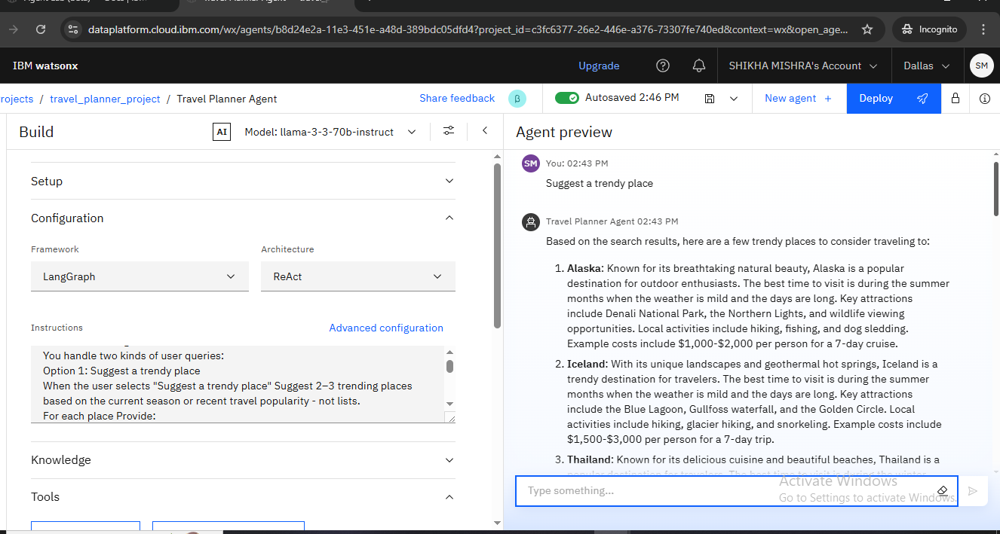 dataplatform.cloud.ibm.com/wx/agents/b8d24e2a-11e3-451e-a48d-389bdc05dfd4?project_id=c3fc6377-26e2-446e-a376-73307fe740ed&context=wx&open_age...
Incognito
IBM watsonx
Upgrade
SHIKHA MISHRA's Account
Dallas
SM
rojects / travel_planner_project / Travel Planner Agent
Share feedback
β
Autosaved 2:46 PM
New agent +
Deploy
Build
AI
Model: llama-3-3-70b-instruct
Setup
Configuration
Framework
Architecture
LangGraph
ReAct
Instructions
Advanced configuration
You handle two kinds of user queries:
Option 1: Suggest a trendy place
When the user selects "Suggest a trendy place" Suggest 2–3 trending places
based on the current season or recent travel popularity - not lists.
For each place Provide:
Knowledge
Tools
Agent preview
SM
You: 02:43 PM
Suggest a trendy place
Travel Planner Agent 02:43 PM
Based on the search results, here are a few trendy places to consider traveling to:
1. Alaska: Known for its breathtaking natural beauty, Alaska is a popular
destination for outdoor enthusiasts. The best time to visit is during the summer
months when the weather is mild and the days are long. Key attractions
include Denali National Park, the Northern Lights, and wildlife viewing
opportunities. Local activities include hiking, fishing, and dog sledding.
Example costs include $1,000-$2,000 per person for a 7-day cruise.
2. Iceland: With its unique landscapes and geothermal hot springs, Iceland is a
trendy destination for travelers. The best time to visit is during the summer
months when the weather is mild and the days are long. Key attractions
include the Blue Lagoon, Gullfoss waterfall, and the Golden Circle. Local
activities include hiking, glacier hiking, and snorkeling. Example costs include
$1,500-$3,000 per person for a 7-day trip.
3. Thailand: Known for its delicious cuisine and beautiful beaches, Thailand is a
popular destination for travelers. The best time to visit is during the winter
Type something...
Activate Windows
Go to Settings to activate Windows.